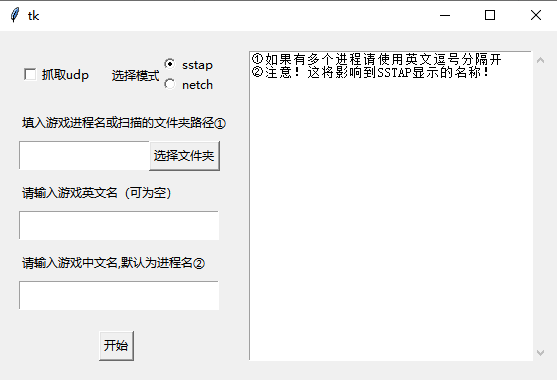 tk
抓取udp
选择模式
sstap
netch
填入游戏进程名或扫描的文件夹路径①
选择文件夹
请输入游戏英文名（可为空）
请输入游戏中文名,默认为进程名②
开始
①如果有多个进程请使用英文逗号分隔开
②注意！这将影响到SSTAP显示的名称！